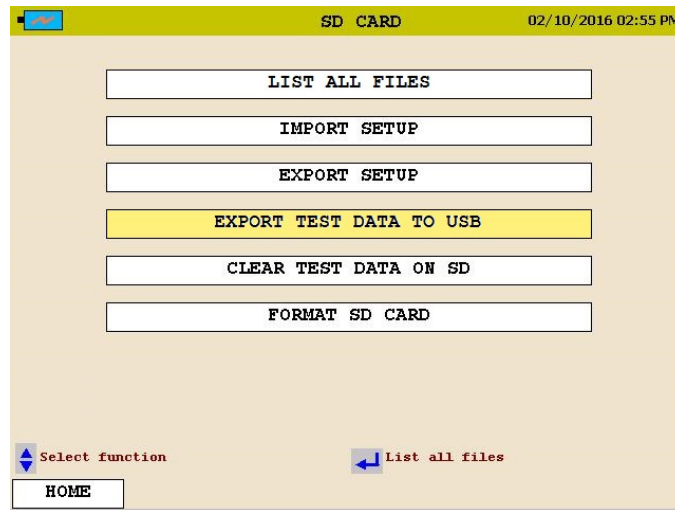 SD CARD 02/10/2016 02:55 PM
LIST ALL FILES
IMPORT SETUP
EXPORT SETUP
EXPORT TEST DATA TO USB
CLEAR TEST DATA ON SD
FORMAT SD CARD
Select function List all files
HOME